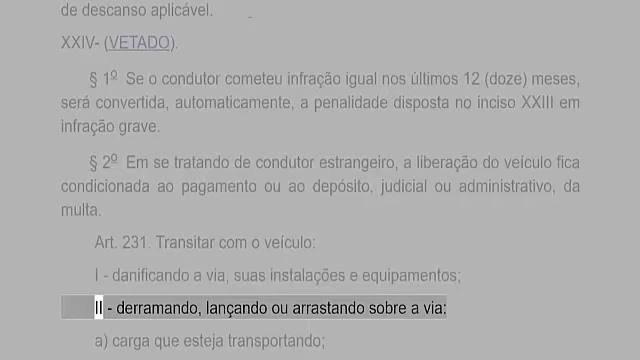 de descanso aplicável.
XXIV- (VETADO).
§ 1º Se o condutor cometeu infração igual nos últimos 12 (doze) meses,
será convertida, automaticamente, a penalidade disposta no inciso XXIII em
infração grave.
§ 2º Em se tratando de condutor estrangeiro, a liberação do veículo fica
condicionada ao pagamento ou ao depósito, judicial ou administrativo, da
multa.
Art. 231. Transitar com o veículo:
I - danificando a via, suas instalações e equipamentos;
II - derramando, lançando ou arrastando sobre a via:
a) carga que esteja transportando;